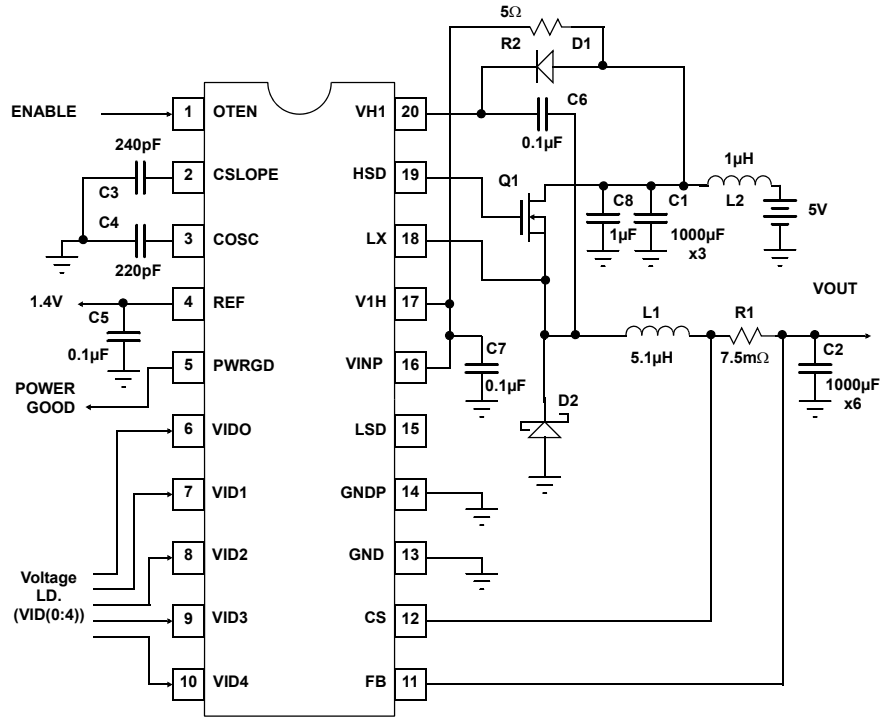 5Ω
R2
D1
ENABLE
1
OTEN
VH1
20
C6
0.1µF
240pF
2
CSLOPE
C3
HSD
19
Q1
1µH
L2
5V
C4
3
COSC
220pF
LX
18
C8
1µF
C1
1000µF
x3
1.4V
4
REF
C5
0.1µF
V1H
17
VOUT
L1
5.1µH
R1
7.5mΩ
5
PWRGD
POWER
GOOD
VINP
16
C7
0.1µF
C2
1000µF
x6
D2
6
VIDO
LSD
15
7
VID1
GNDP
14
8
VID2
GND
13
Voltage
I.D.
(VID(0:4))
9
VID3
CS
12
10
VID4
FB
11